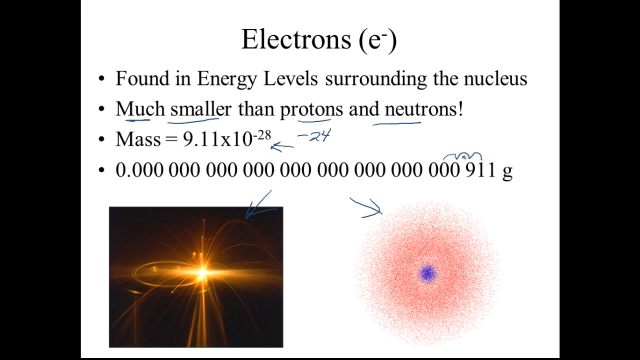 Electrons (e-)
• Found in Energy Levels surrounding the nucleus
• Much smaller than protons and neutrons!
• Mass = 9.11x10-28 -24
• 0.000 000 000 000 000 000 000 000 000 911 g